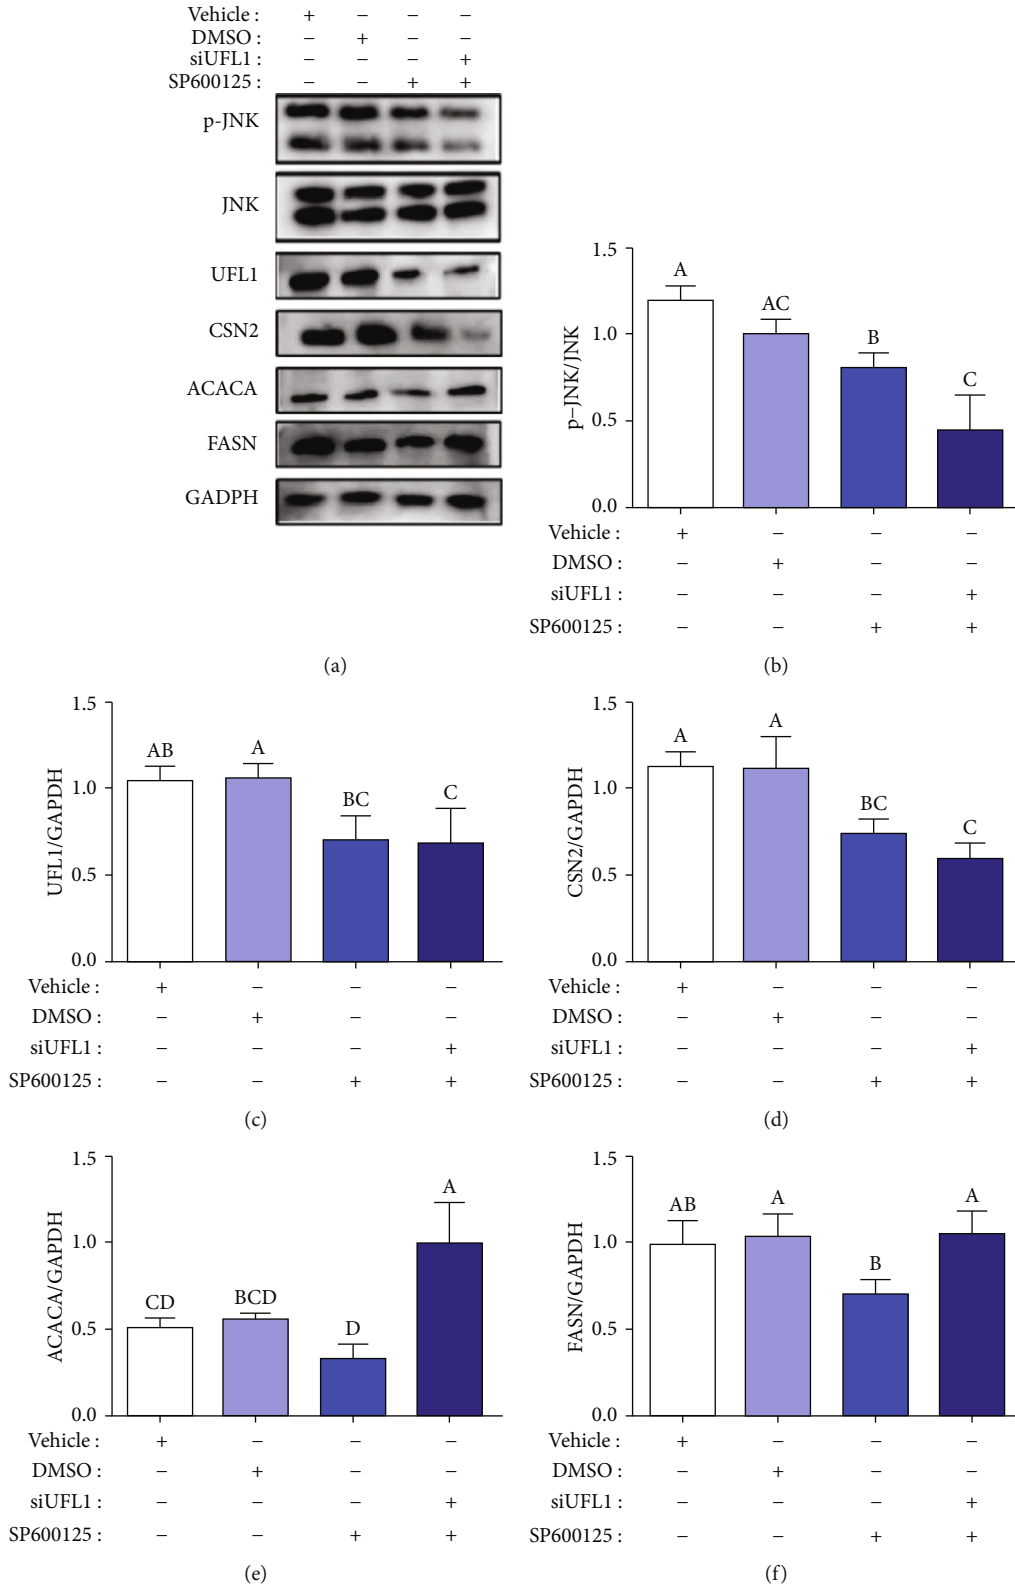 Vehicle : + − − −
DMSO : − + − −
siUFL1 : − − − +
SP600125 : − − + +
p-JNK
JNK
UFL1
CSN2
ACACA
FASN
GADPH
(a)
p−JNK/JNK
1.5
1.0
0.5
0.0
A
AC
B
C
Vehicle : + − − −
DMSO : − + − −
siUFL1 : − − − +
SP600125 : − − + +
(b)
UFL1/GAPDH
1.5
1.0
0.5
0.0
AB
A
BC
C
Vehicle : + − − −
DMSO : − + − −
siUFL1 : − − − +
SP600125 : − − + +
(c)
CSN2/GAPDH
1.5
1.0
0.5
0.0
A
A
BC
C
Vehicle : + − − −
DMSO : − + − −
siUFL1 : − − − +
SP600125 : − − + +
(d)
ACACA/GAPDH
1.5
1.0
0.5
0.0
CD
BCD
D
A
Vehicle : + − − −
DMSO : − + − −
siUFL1 : − − − +
SP600125 : − − + +
(e)
FASN/GAPDH
1.5
1.0
0.5
0.0
AB
A
B
A
Vehicle : + − − −
DMSO : − + − −
siUFL1 : − − − +
SP600125 : − − + +
(f)